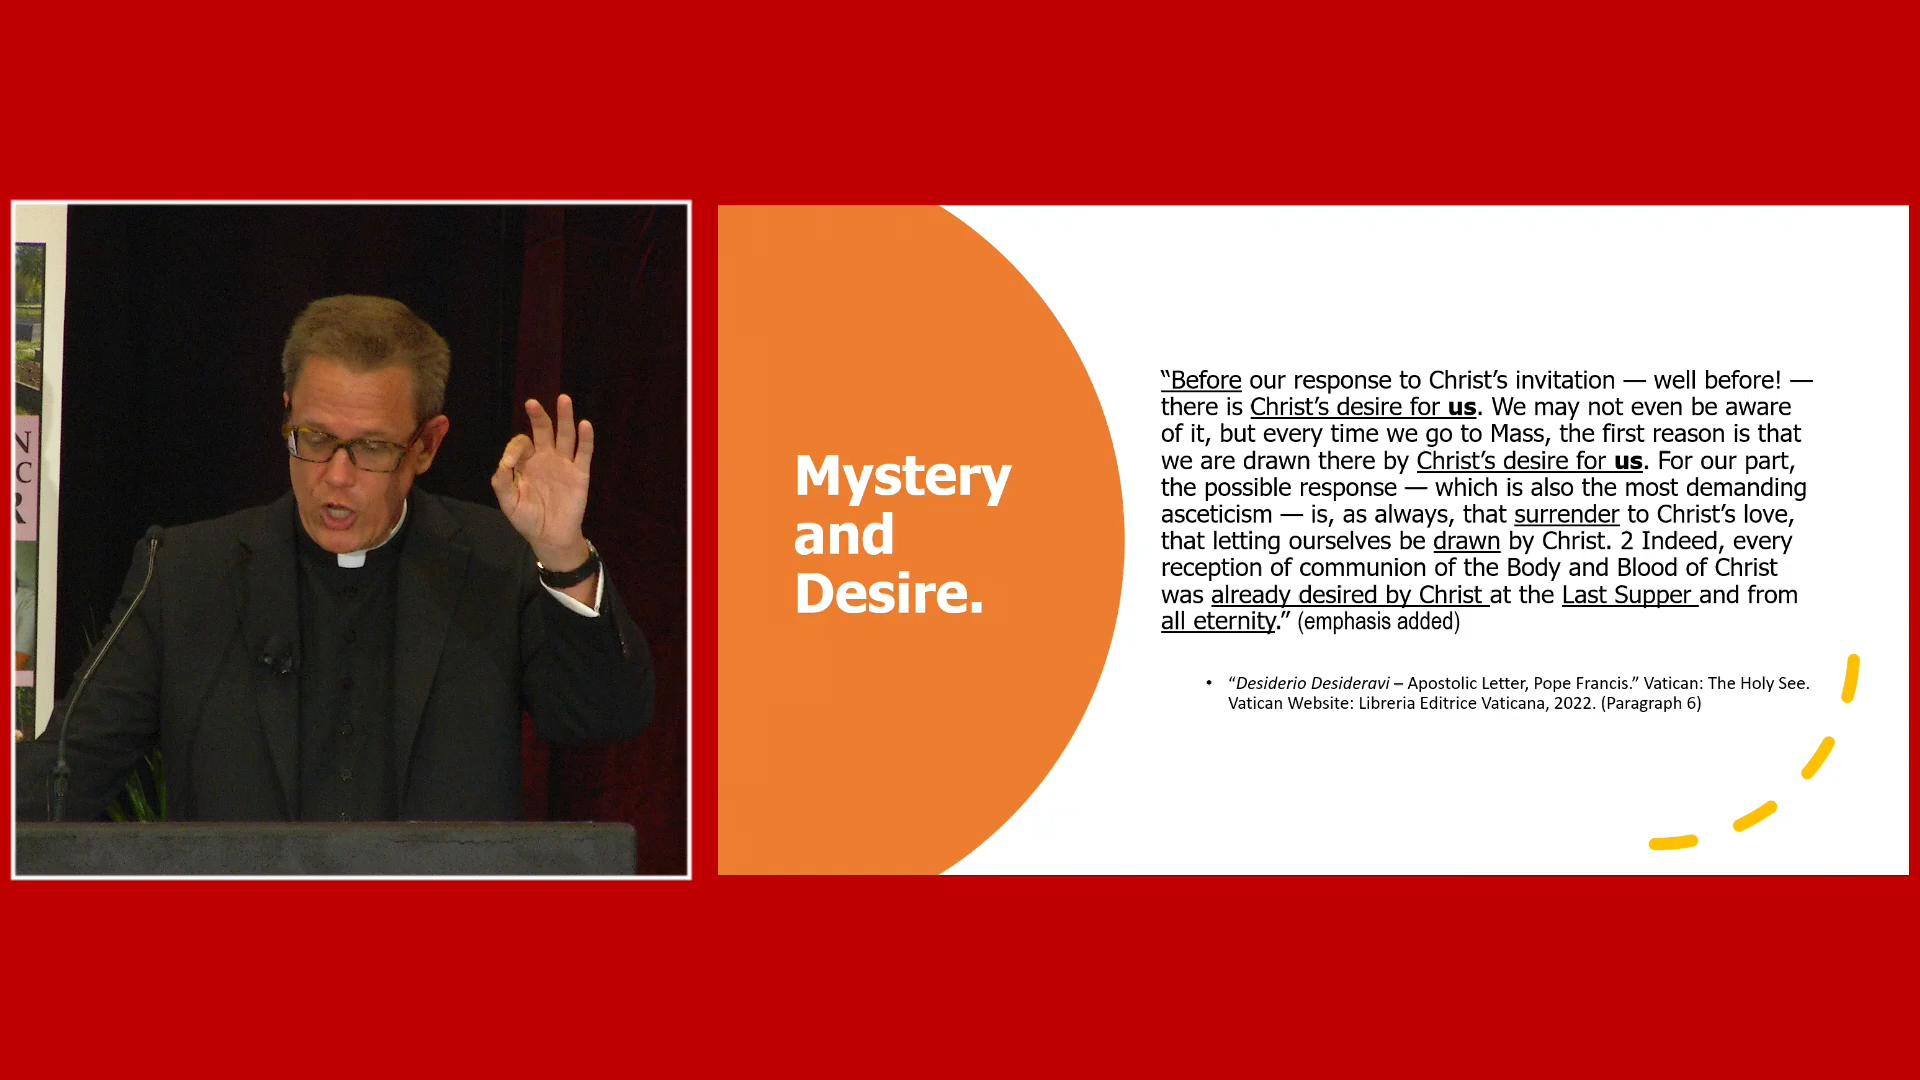 N
C
R
Mystery
and
Desire.
“Before our response to Christ’s invitation — well before! —
there is Christ’s desire for us. We may not even be aware
of it, but every time we go to Mass, the first reason is that
we are drawn there by Christ’s desire for us. For our part,
the possible response — which is also the most demanding
asceticism — is, as always, that surrender to Christ’s love,
that letting ourselves be drawn by Christ. 2 Indeed, every
reception of communion of the Body and Blood of Christ
was already desired by Christ at the Last Supper and from
all eternity.” (emphasis added)
• “Desiderio Desideravi – Apostolic Letter, Pope Francis.” Vatican: The Holy See.
Vatican Website: Libreria Editrice Vaticana, 2022. (Paragraph 6)